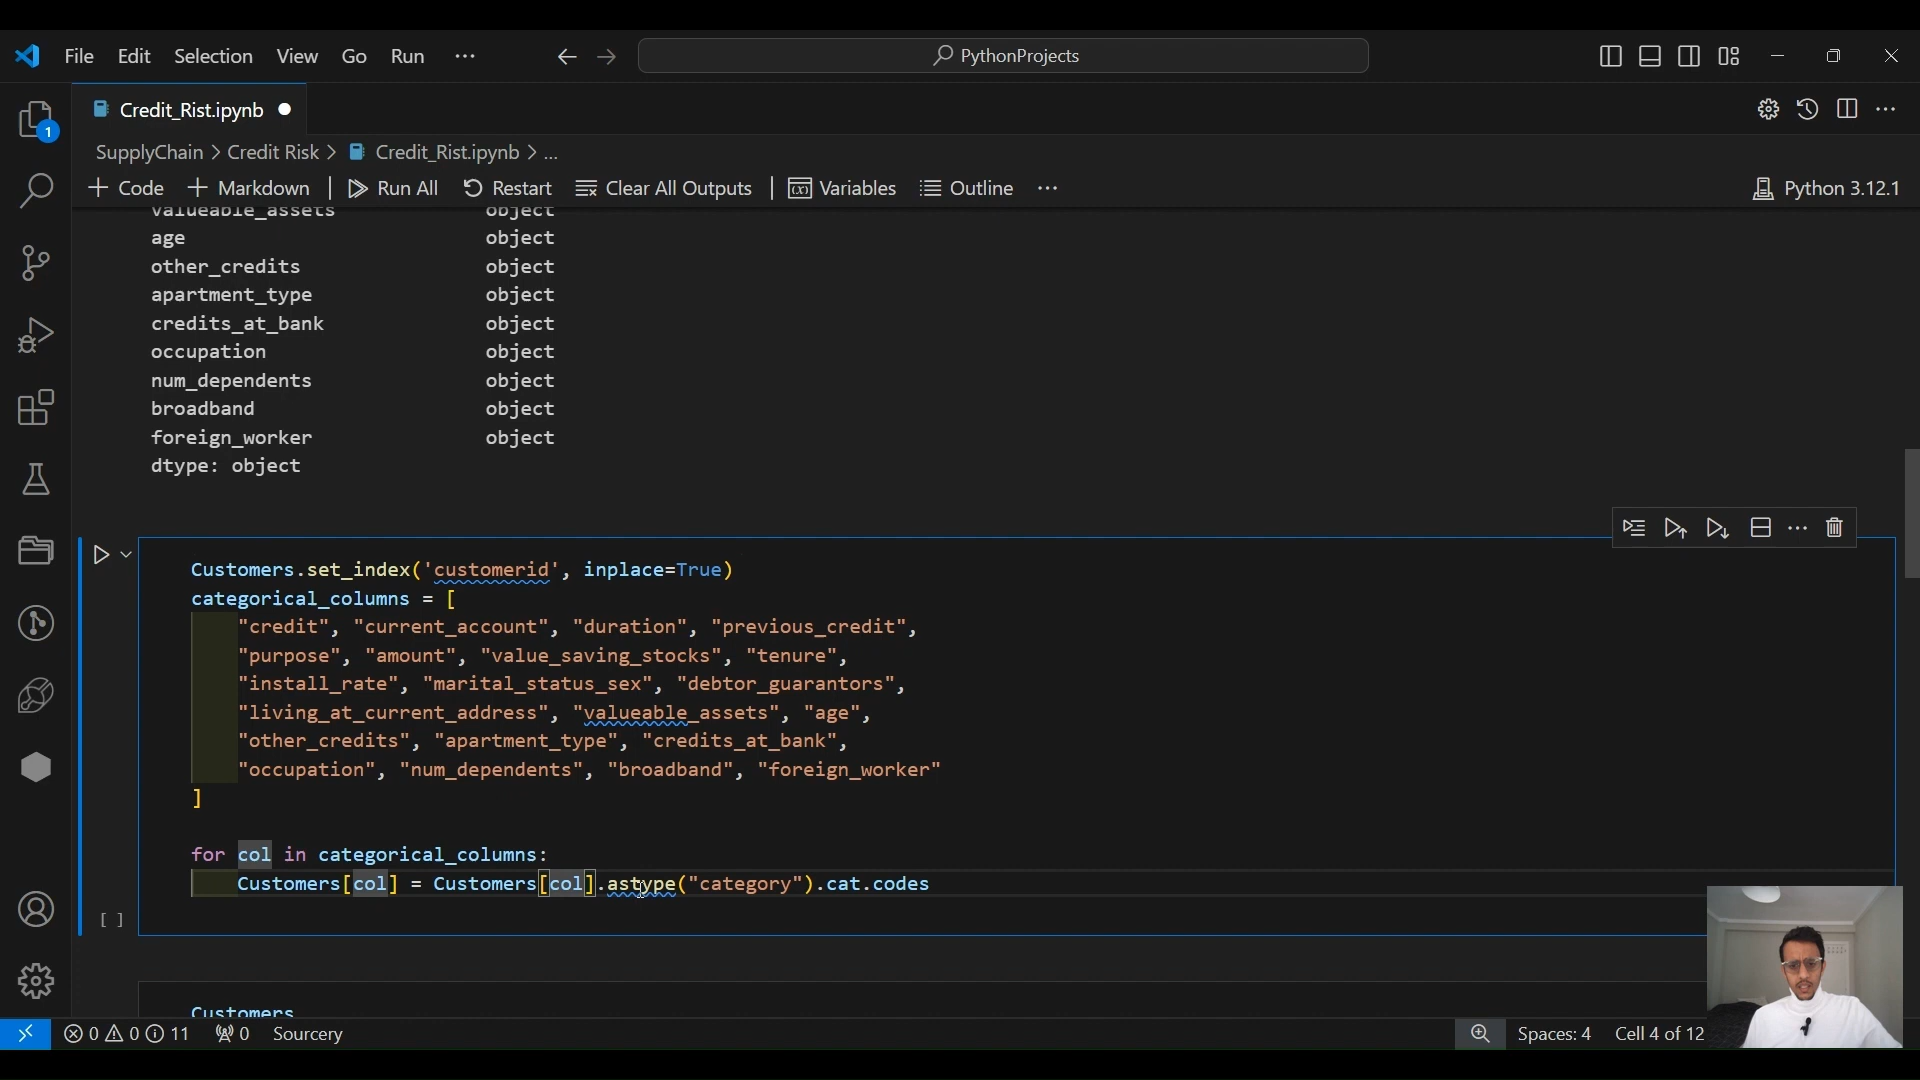 File Edit Selection View Go Run ··· PythonProjects
Credit_Rist.ipynb
SupplyChain > Credit Risk > Credit_Rist.ipynb > ...
+ Code + Markdown Run All Restart Clear All Outputs Variables Outline ··· Python 3.12.1
valueable_assets object
age object
other_credits object
apartment_type object
credits_at_bank object
occupation object
num_dependents object
broadband object
foreign_worker object
dtype: object
Customers.set_index('customerid', inplace=True)
categorical_columns = [
"credit", "current_account", "duration", "previous_credit",
"purpose", "amount", "value_saving_stocks", "tenure",
"install_rate", "marital_status_sex", "debtor_guarantors",
"living_at_current_address", "valueable_assets", "age",
"other_credits", "apartment_type", "credits_at_bank",
"occupation", "num_dependents", "broadband", "foreign_worker"
]
for col in categorical_columns:
Customers[col] = Customers[col].astype("category").cat.codes
[ ]
Customers
0 0 11 0 Sourcery Spaces: 4 Cell 4 of 12
1